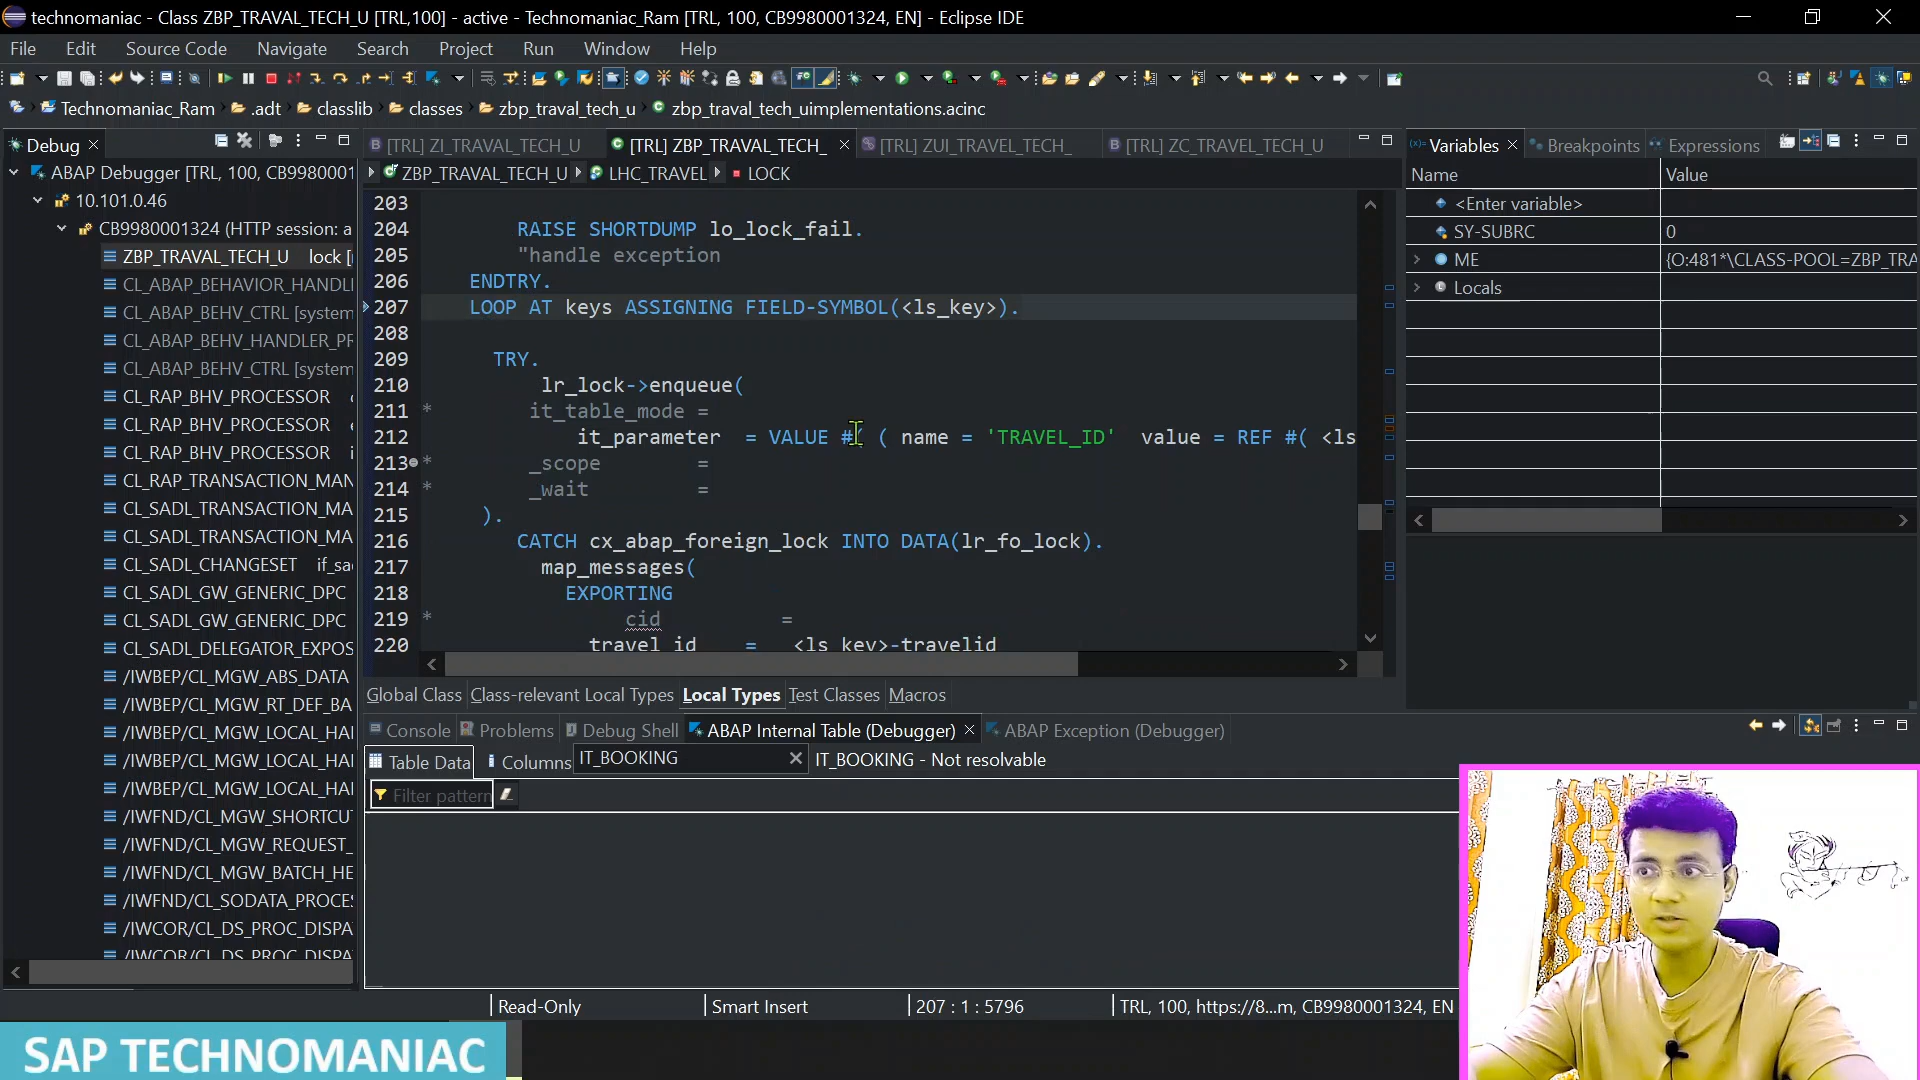 technomaniac - Class ZBP_TRAVAL_TECH_U [TRL,100] - active - Technomaniac_Ram [TRL, 100, CB9980001324, EN] - Eclipse IDE
File Edit Source Code Navigate Search Project Run Window Help
Technomaniac_Ram .adt classlib classes zbp_traval_tech_u zbp_traval_tech_uimplementations.acinc
Debug
ABAP Debugger [TRL, 100, CB9980001
10.101.0.46
CB9980001324 (HTTP session: a
ZBP_TRAVAL_TECH_U lock [
CL_ABAP_BEHAVIOR_HANDLI
CL_ABAP_BEHV_CTRL [system
CL_ABAP_BEHV_HANDLER_PR
CL_ABAP_BEHV_CTRL [system
CL_RAP_BHV_PROCESSOR
CL_RAP_BHV_PROCESSOR
CL_RAP_BHV_PROCESSOR
CL_RAP_TRANSACTION_MAN
CL_SADL_TRANSACTION_MA
CL_SADL_TRANSACTION_MA
CL_SADL_CHANGESET if_sa
CL_SADL_GW_GENERIC_DPC
CL_SADL_GW_GENERIC_DPC
CL_SADL_DELEGATOR_EXPOS
/IWBEP/CL_MGW_ABS_DATA
/IWBEP/CL_MGW_RT_DEF_BA
/IWBEP/CL_MGW_LOCAL_HAI
/IWBEP/CL_MGW_LOCAL_HAI
/IWBEP/CL_MGW_LOCAL_HAI
/IWFND/CL_MGW_SHORTCU
/IWFND/CL_MGW_REQUEST_
/IWFND/CL_MGW_BATCH_HE
/IWFND/CL_SODATA_PROCE
/IWCOR/CL_DS_PROC_DISPA
/IWCOR/CL_DS_PROC_DISPA
[TRL] ZI_TRAVAL_TECH_U [TRL] ZBP_TRAVAL_TECH_ [TRL] ZUI_TRAVEL_TECH_ [TRL] ZC_TRAVEL_TECH_U
ZBP_TRAVAL_TECH_U LHC_TRAVEL LOCK
203
204 RAISE SHORTDUMP lo_lock_fail.
205 "handle exception
206 ENDTRY.
207 LOOP AT keys ASSIGNING FIELD-SYMBOL(<ls_key>).
208
209 TRY.
210 lr_lock->enqueue(
211 * it_table_mode =
212 it_parameter = VALUE #( ( name = 'TRAVEL_ID' value = REF #( <ls
213 * _scope =
214 * _wait =
215 ).
216 CATCH cx_abap_foreign_lock INTO DATA(lr_fo_lock).
217 map_messages(
218 EXPORTING
219 * cid =
220 travel_id = <ls_key>-travelid
Global Class Class-relevant Local Types Local Types Test Classes Macros
Variables Breakpoints Expressions
Name Value
<Enter variable>
SY-SUBRC 0
ME {O:481*\CLASS-POOL=ZBP_TRA
Locals
Console Problems Debug Shell ABAP Internal Table (Debugger) ABAP Exception (Debugger)
Table Data Columns IT_BOOKING IT_BOOKING - Not resolvable
Filter pattern
Read-Only Smart Insert 207 : 1 : 5796 TRL, 100, https://8...m, CB9980001324, EN
SAP TECHNOMANIAC